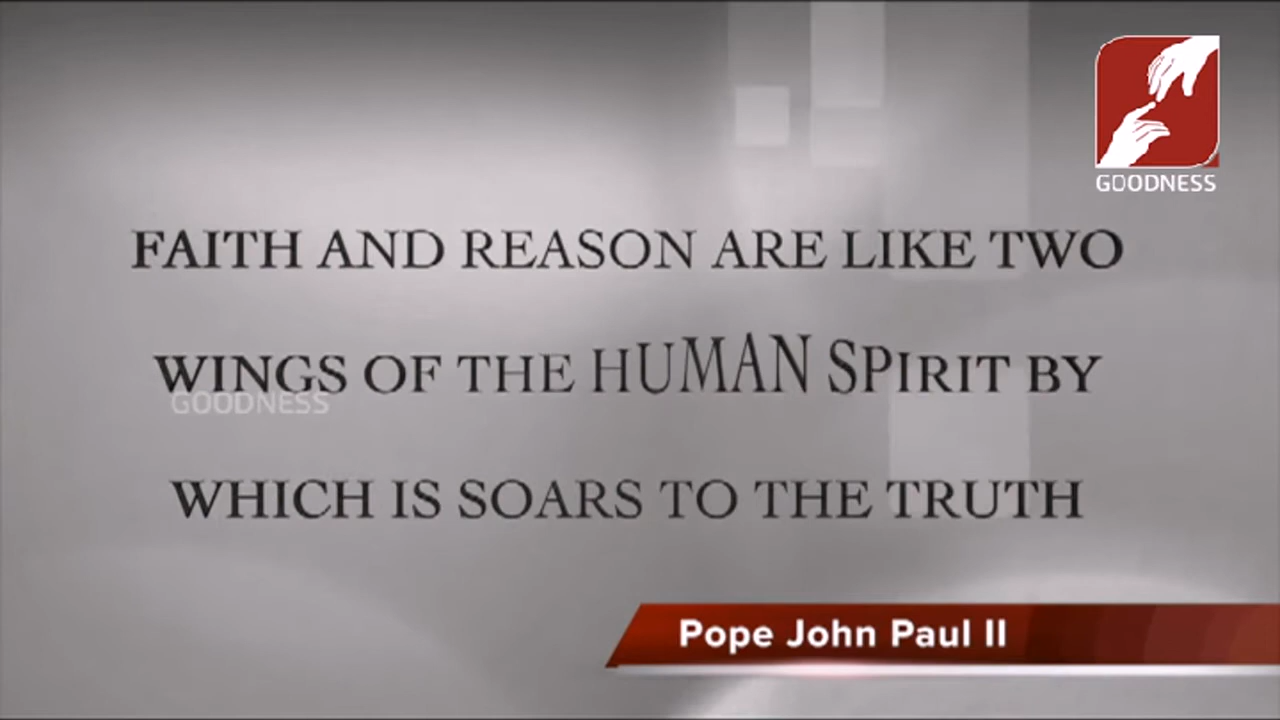 GOODNESS
FAITH AND REASON ARE LIKE TWO
WINGS OF THE HUMAN SPIRIT BY
GOODNESS
WHICH IS SOARS TO THE TRUTH
Pope John Paul II